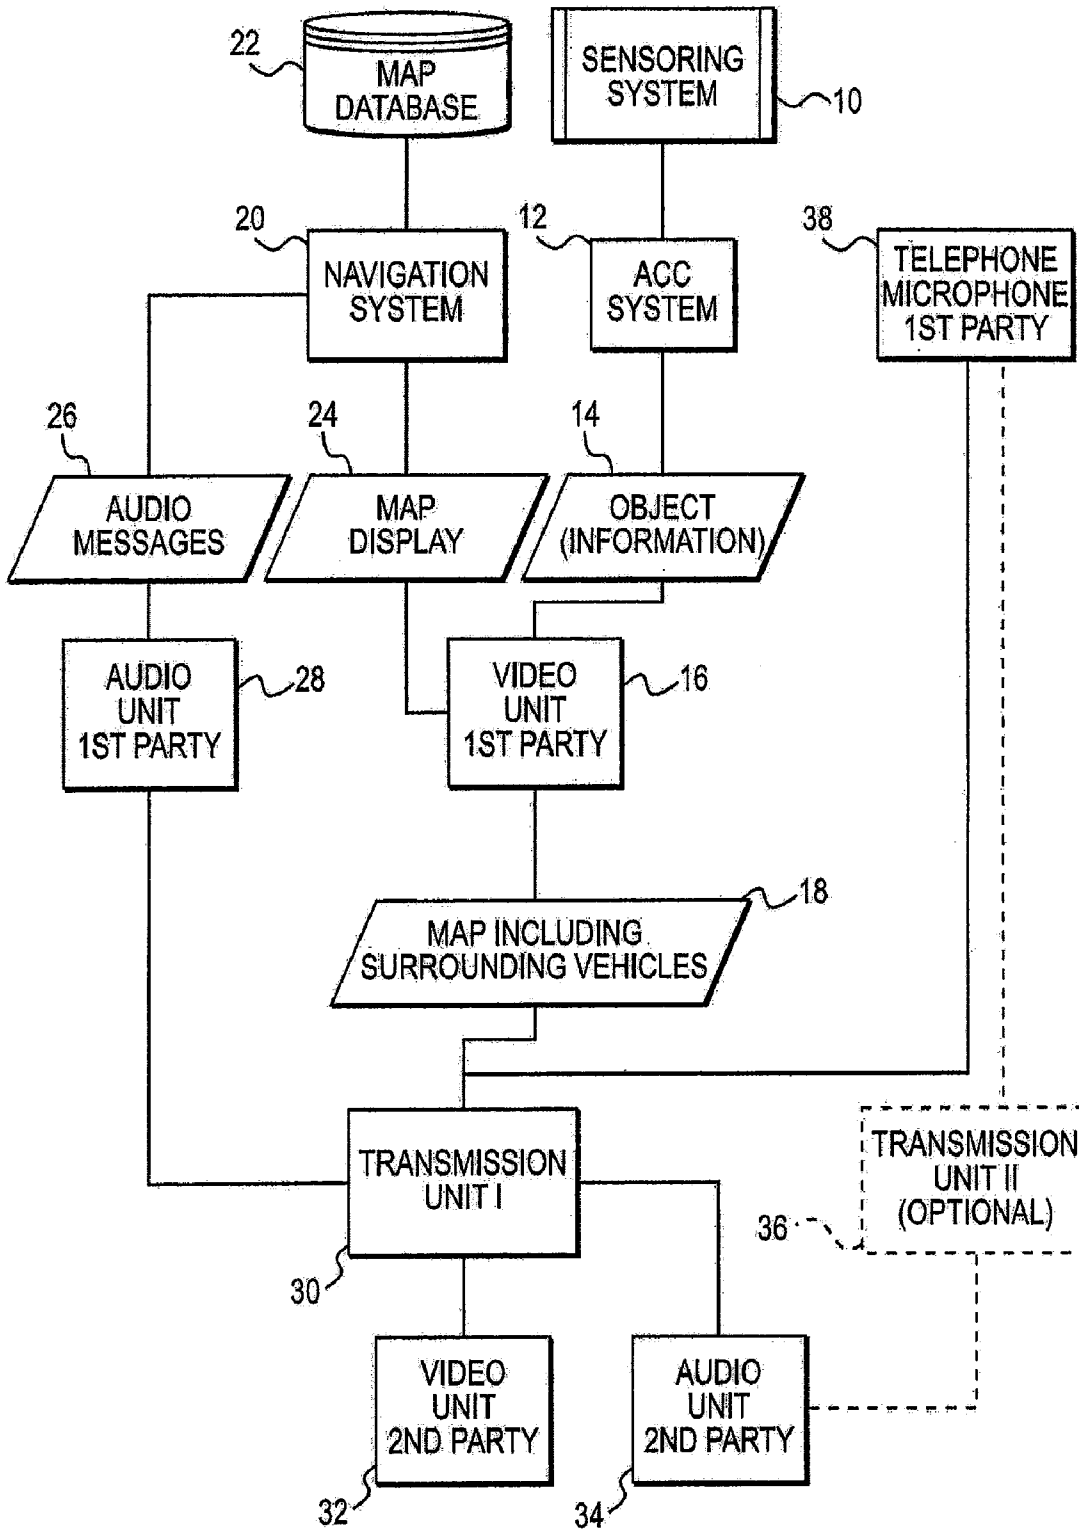 22
MAP
DATABASE
SENSORING
SYSTEM
10
20
NAVIGATION
SYSTEM
12
ACC
SYSTEM
38
TELEPHONE
MICROPHONE
1ST PARTY
26
AUDIO
MESSAGES
24
MAP
DISPLAY
14
OBJECT
(INFORMATION)
AUDIO
UNIT
1ST PARTY
28
VIDEO
UNIT
1ST PARTY
16
18
MAP INCLUDING
SURROUNDING VEHICLES
TRANSMISSION
UNIT I
30
TRANSMISSION
UNIT II
(OPTIONAL)
36
VIDEO
UNIT
2ND PARTY
32
AUDIO
UNIT
2ND PARTY
34